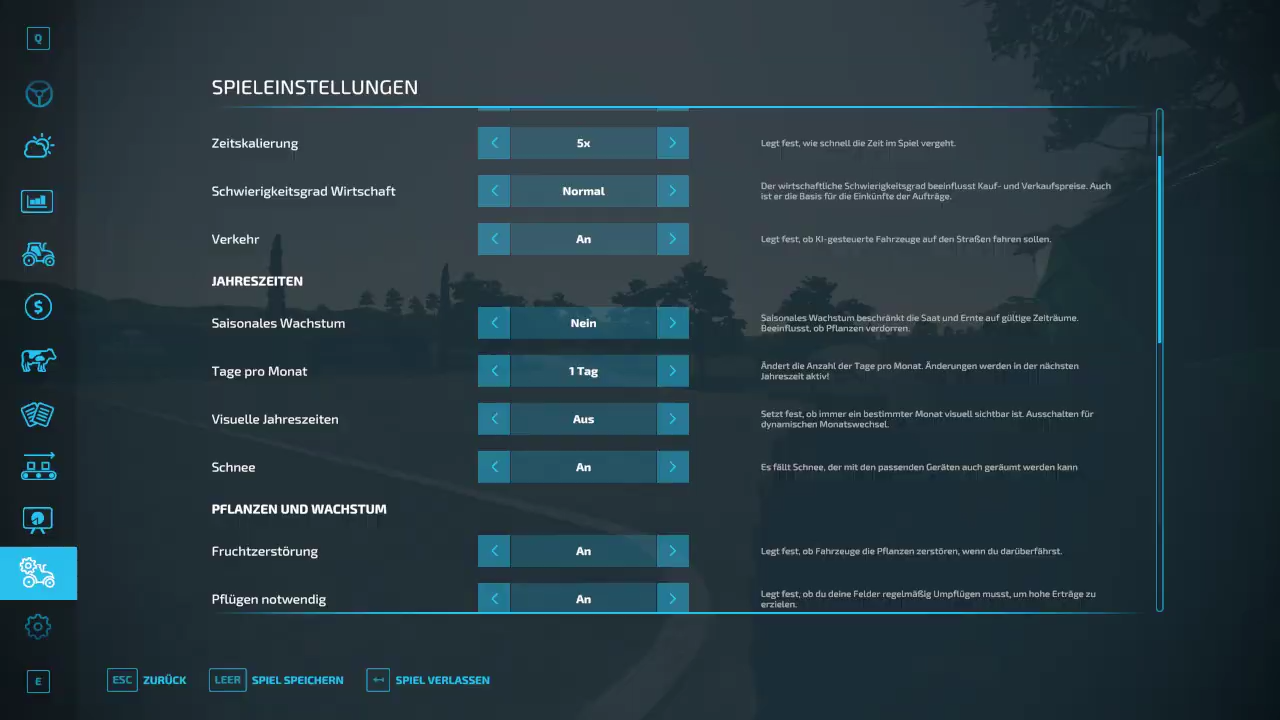 Q
SPIELEINSTELLUNGEN
Zeitskalierung
5x
Legt fest, wie schnell die Zeit im Spiel vergeht.
Schwierigkeitsgrad Wirtschaft
Normal
Der wirtschaftliche Schwierigkeitsgrad beeinflusst Kauf- und Verkaufspreise. Auch
ist er die Basis für die Einkünfte der Aufträge.
Verkehr
An
Legt fest, ob KI-gesteuerte Fahrzeuge auf den Straßen fahren sollen.
JAHRESZEITEN
Saisonales Wachstum
Nein
Saisonales Wachstum beschränkt die Saat und Ernte auf gültige Zeiträume.
Beeinflusst, ob Pflanzen verdorren.
Tage pro Monat
1 Tag
Ändert die Anzahl der Tage pro Monat. Änderungen werden in der nächsten
Jahreszeit aktiv!
Visuelle Jahreszeiten
Aus
Setzt fest, ob immer ein bestimmter Monat visuell sichtbar ist. Ausschalten für
dynamischen Monatswechsel.
Schnee
An
Es fällt Schnee, der mit den passenden Geräten auch geräumt werden kann
PFLANZEN UND WACHSTUM
Fruchtzerstörung
An
Legt fest, ob Fahrzeuge die Pflanzen zerstören, wenn du darüberfährst.
Pflügen notwendig
An
Legt fest, ob du deine Felder regelmäßig Umpflügen musst, um hohe Erträge zu
erzielen.
E
ESC ZURÜCK LEER SPIEL SPEICHERN SPIEL VERLASSEN